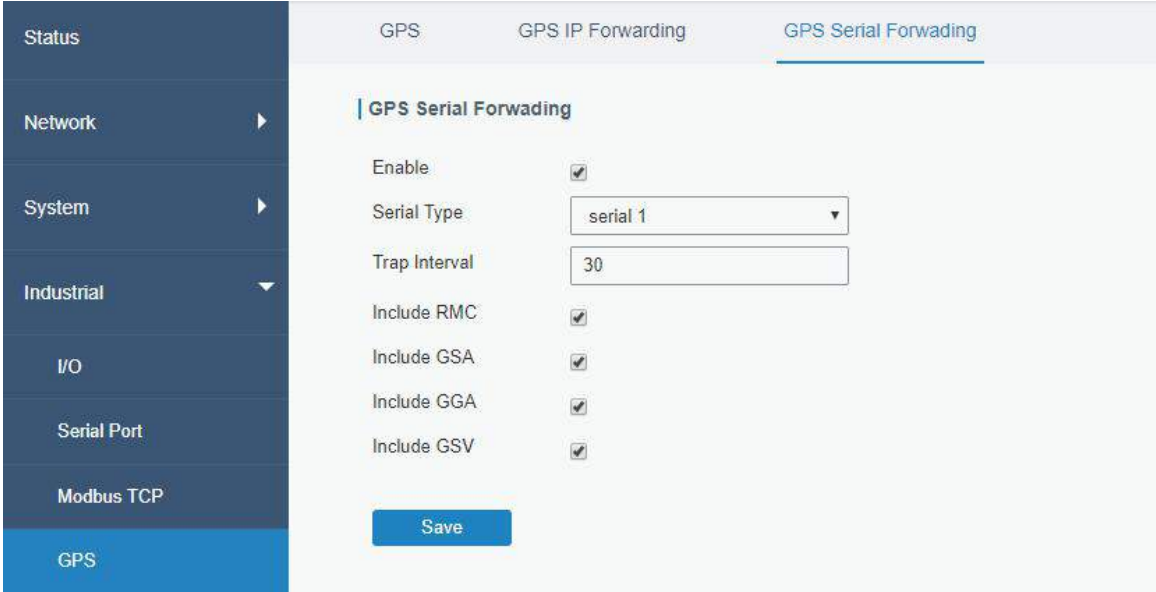 Status
Network
System
Industrial
I/O
Serial Port
Modbus TCP
GPS
GPS GPS IP Forwarding GPS Serial Forwading
GPS Serial Forwading
Enable
Serial Type serial 1
Trap Interval 30
Include RMC
Include GSA
Include GGA
Include GSV
Save